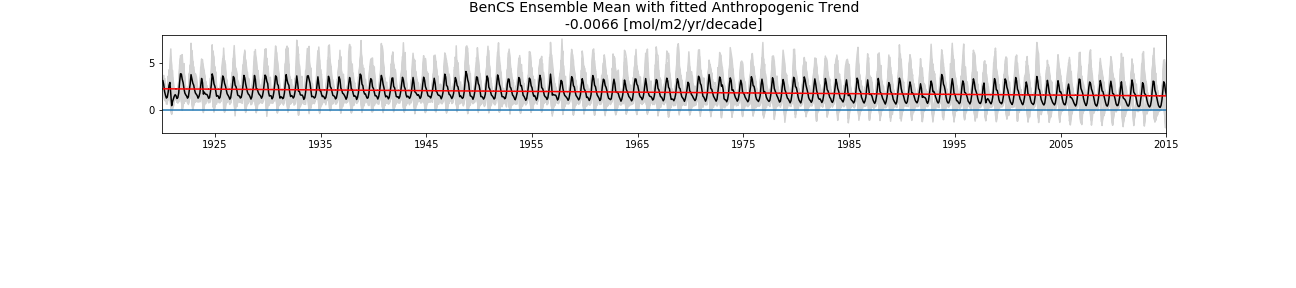 BenCS Ensemble Mean with fitted Anthropogenic Trend
-0.0066 [mol/m2/yr/decade]
5
0
1925 1935 1945 1955 1965 1975 1985 1995 2005 2015